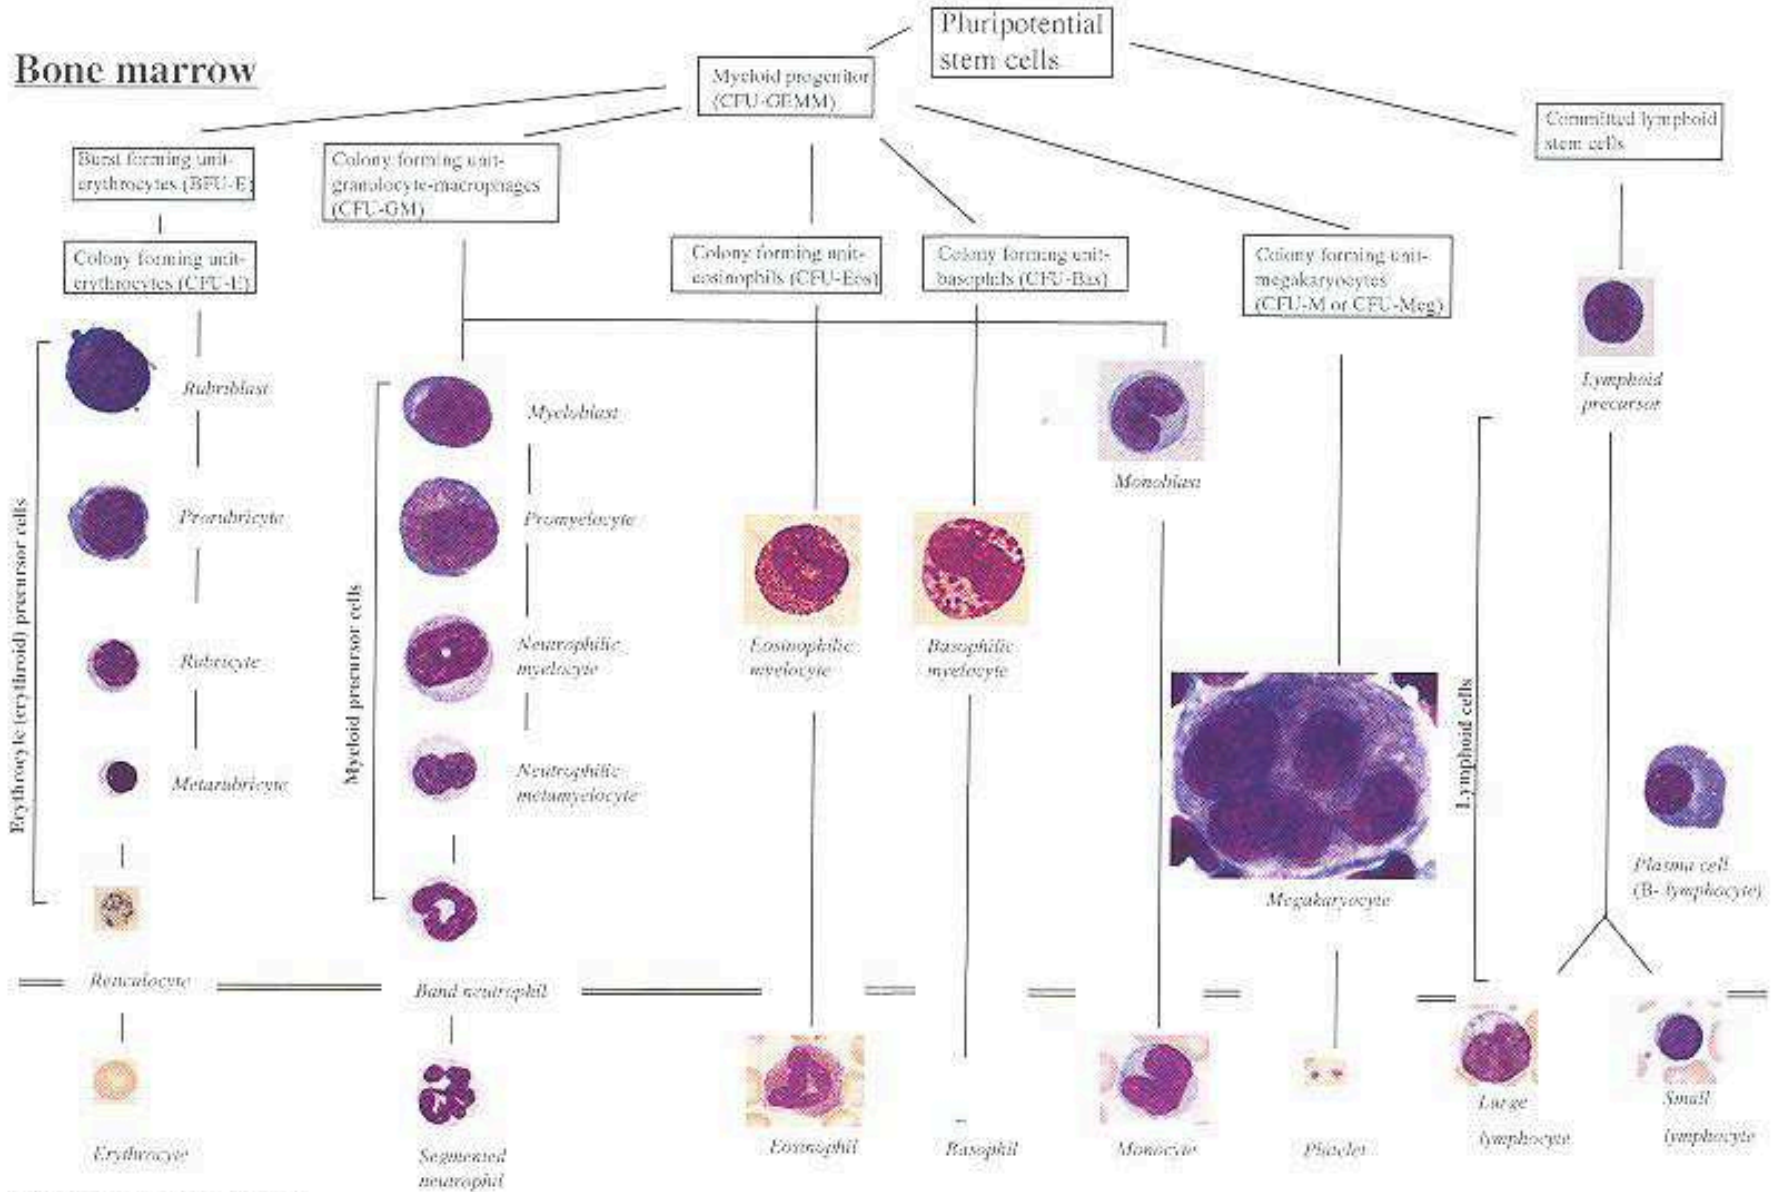 Bone marrow
Pluripotential
stem cells
Myeloid progenitor
(CFU-GEMM)
Committed lymphoid
stem cells
Burst forming unit-
erythrocytes (BFU-E)
Colony forming unit-
granulocyte-macrophages
(CFU-GM)
Colony forming unit-
erythrocytes (CFU-E)
Colony forming unit-
eosinophils (CFU-Eos)
Colony forming unit-
basophils (CFU-Bas)
Colony forming unit-
megakaryocytes
(CFU-M or CFU-Meg)
Erythrocyte (erythroid) precursor cells
Rubriblast
Prorubricyte
Rubricyte
Metarubricyte
Reticulocyte
Erythrocyte
Myeloid precursor cells
Myeloblast
Promyelocyte
Neutrophilic
myelocyte
Neutrophilic
metamyelocyte
Band neutrophil
Segmented
neutrophil
Eosinophilic
myelocyte
Eosinophil
Basophilic
myelocyte
Basophil
Monoblast
Monocyte
Megakaryocyte
Platelet
Lymphoid cells
Lymphoid
precursor
Plasma cell
(B- lymphocyte)
Large
lymphocyte
Small
lymphocyte